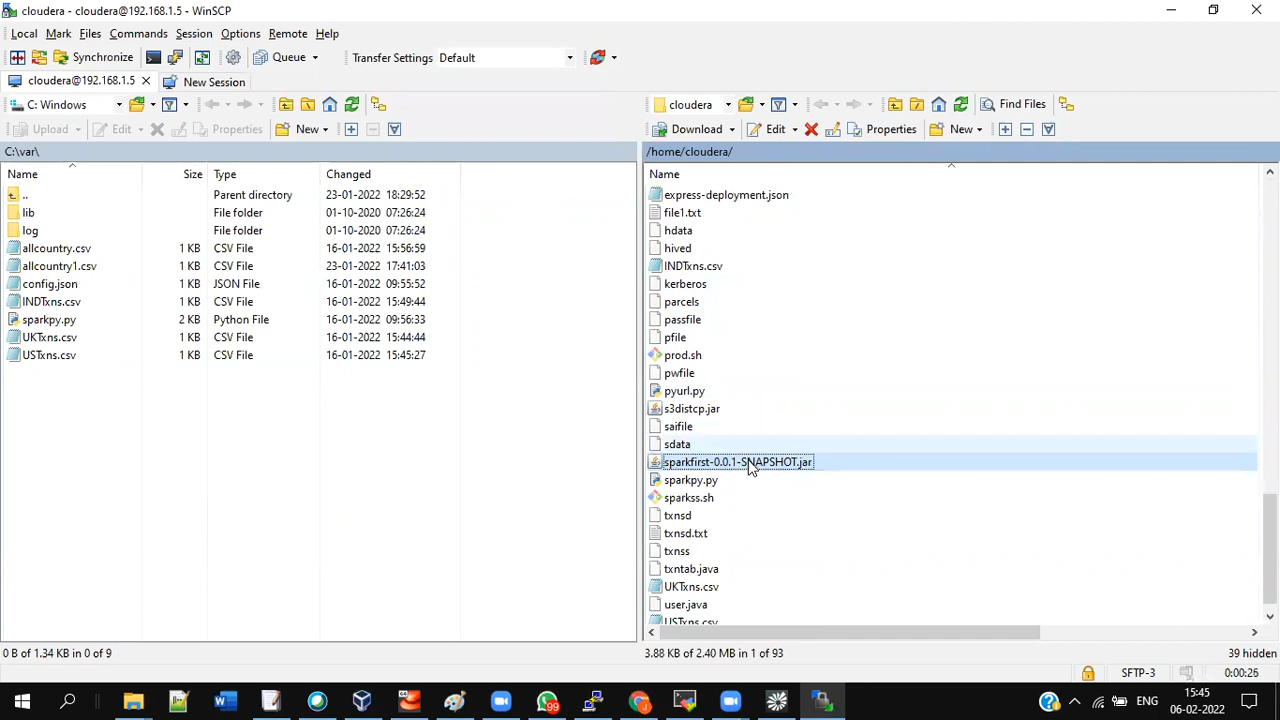 cloudera - cloudera@192.168.1.5 - WinSCP
Local Mark Files Commands Session Options Remote Help
Synchronize Queue Transfer Settings Default
cloudera@192.168.1.5 New Session
C: Windows
cloudera Find Files
Upload Edit Properties New
Download Edit Properties New
C:\var\
/home/cloudera/
Name Size Type Changed
.. Parent directory 23-01-2022 18:29:52
lib File folder 01-10-2020 07:26:24
log File folder 01-10-2020 07:26:24
allcountry.csv 1 KB CSV File 16-01-2022 15:56:59
allcountry1.csv 1 KB CSV File 23-01-2022 17:41:03
config.json 1 KB JSON File 16-01-2022 09:55:52
INDTxns.csv 1 KB CSV File 16-01-2022 15:49:44
sparkpy.py 2 KB Python File 16-01-2022 09:56:33
UKTxns.csv 1 KB CSV File 16-01-2022 15:44:44
USTxns.csv 1 KB CSV File 16-01-2022 15:45:27
Name
express-deployment.json
file1.txt
hdata
hived
INDTxns.csv
kerberos
parcels
passfile
pfile
prod.sh
pwfile
pyurl.py
s3distcp.jar
saifile
sdata
sparkfirst-0.0.1-SNAPSHOT.jar
sparkpy.py
sparkss.sh
txnsd
txnsd.txt
txnss
txntab.java
UKTxns.csv
user.java
USTxns.csv
0 B of 1.34 KB in 0 of 9
3.88 KB of 2.40 MB in 1 of 93
39 hidden
SFTP-3 0:00:26
99
ENG
15:45
06-02-2022